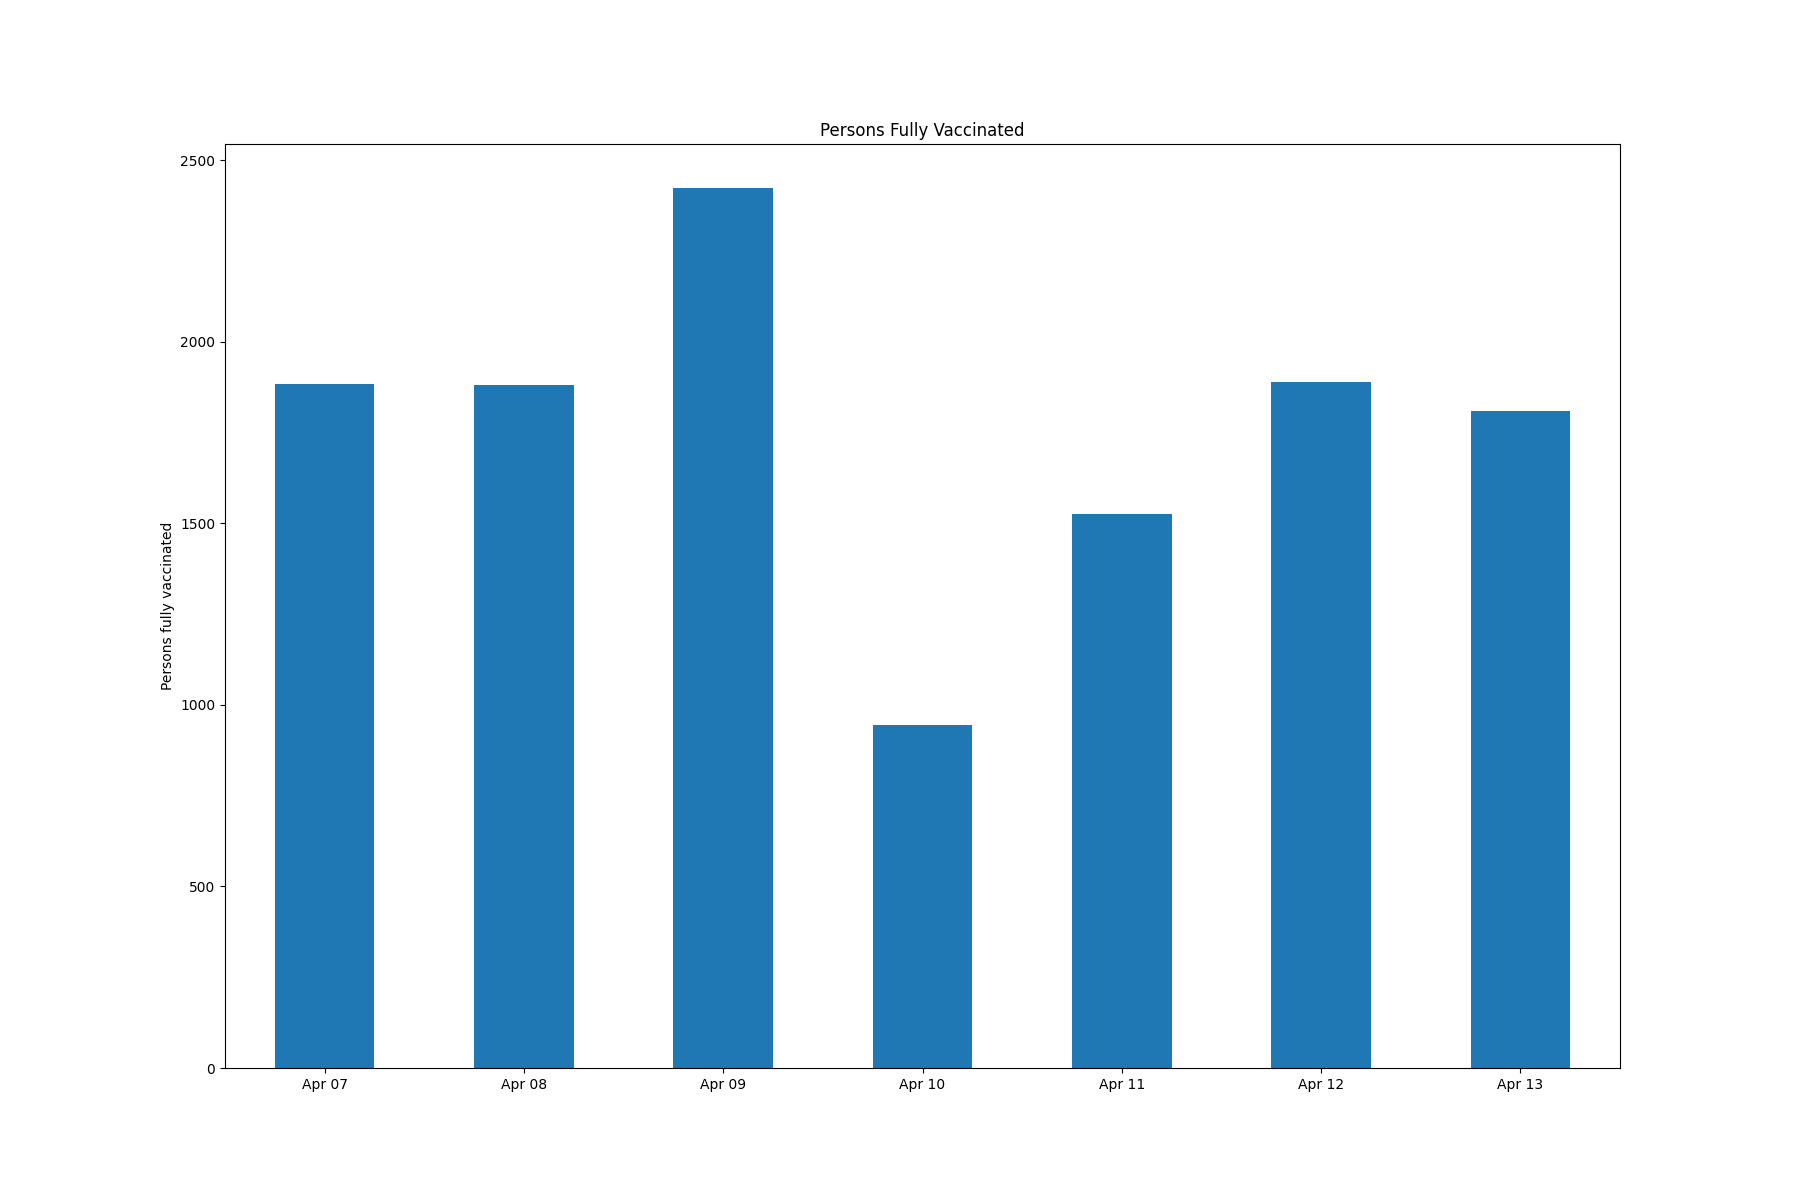 Persons Fully Vaccinated
Persons fully vaccinated
2500
2000
1500
1000
500
0
Apr 07
Apr 08
Apr 09
Apr 10
Apr 11
Apr 12
Apr 13